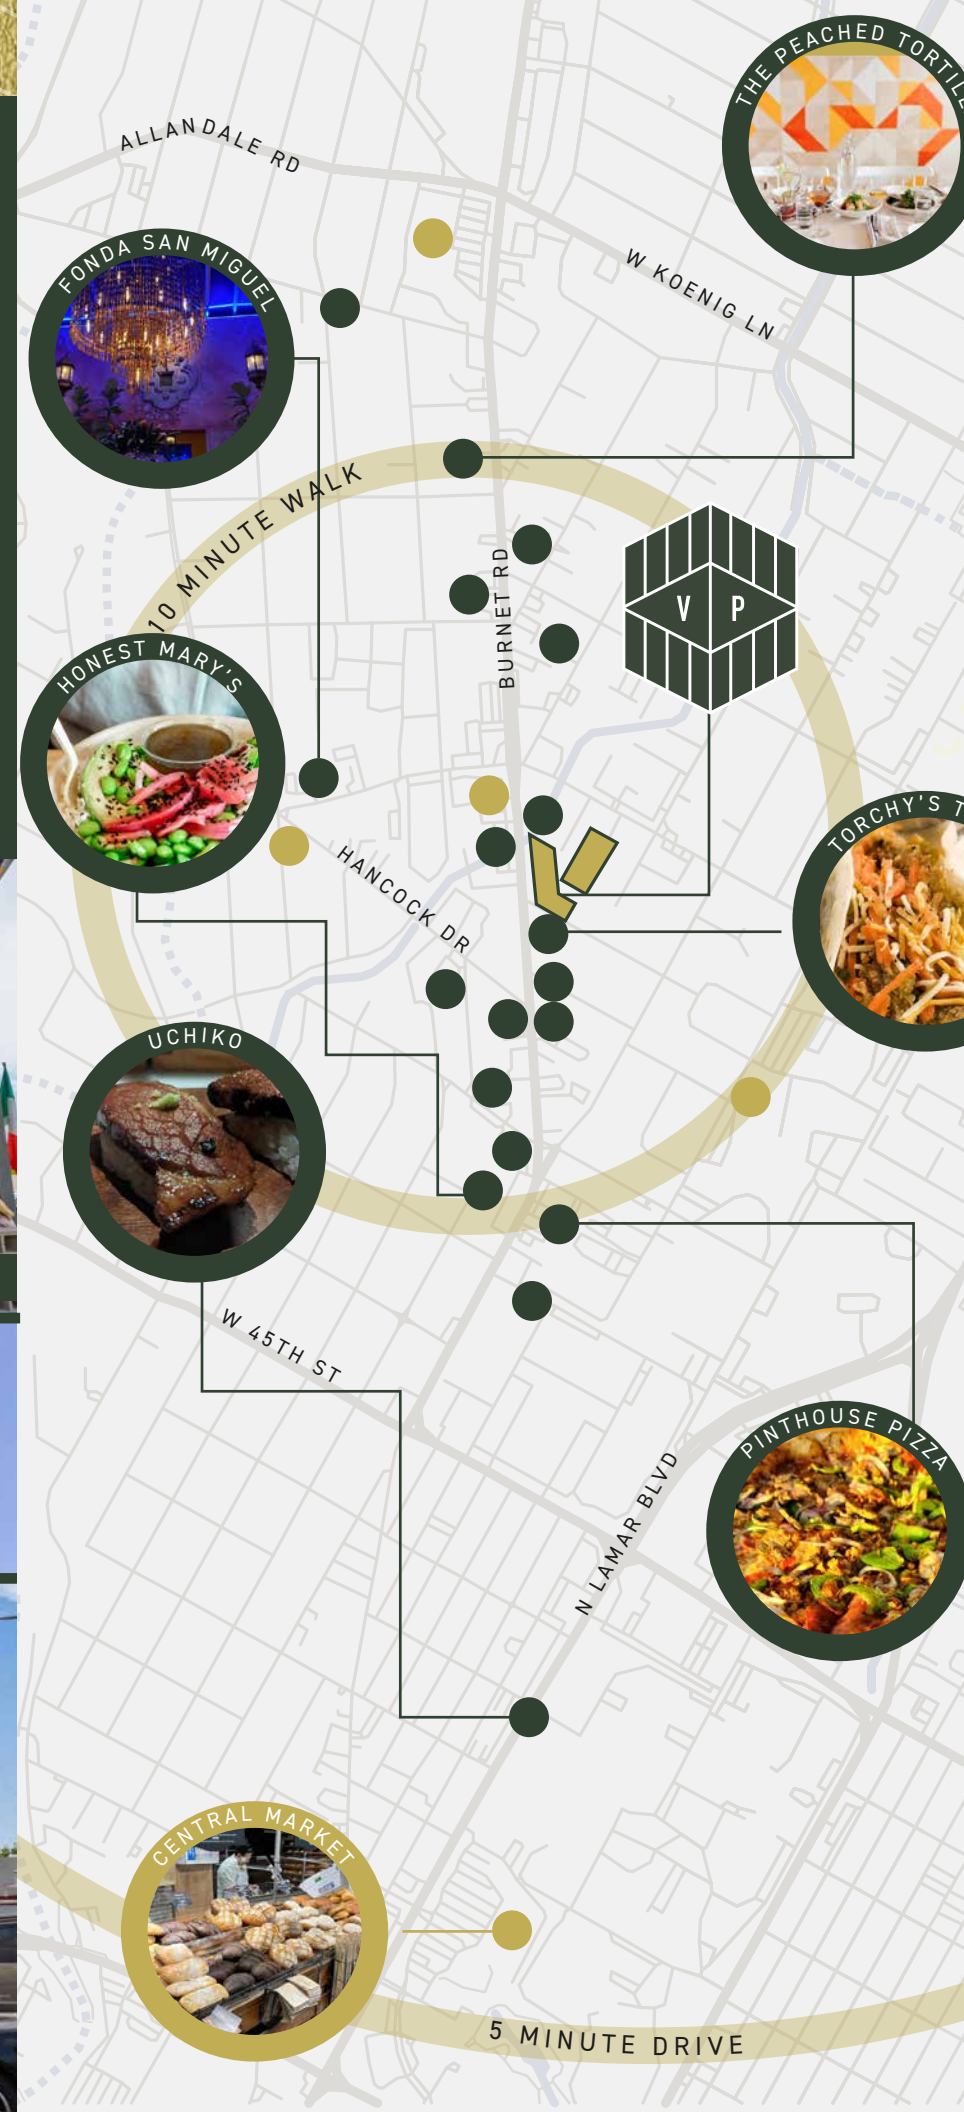 THE PEACHED TORTIL
ALLANDALE RD
FONDA SAN MIGUEL
W KOENIG LN
10 MINUTE WALK
BURNET RD
V P
HONEST MARY'S
TORCHY'S T
HANCOCK DR
UCHIKO
W 45TH ST
PINTHOUSE PIZZA
N LAMAR BLVD
CENTRAL MARKET
5 MINUTE DRIVE